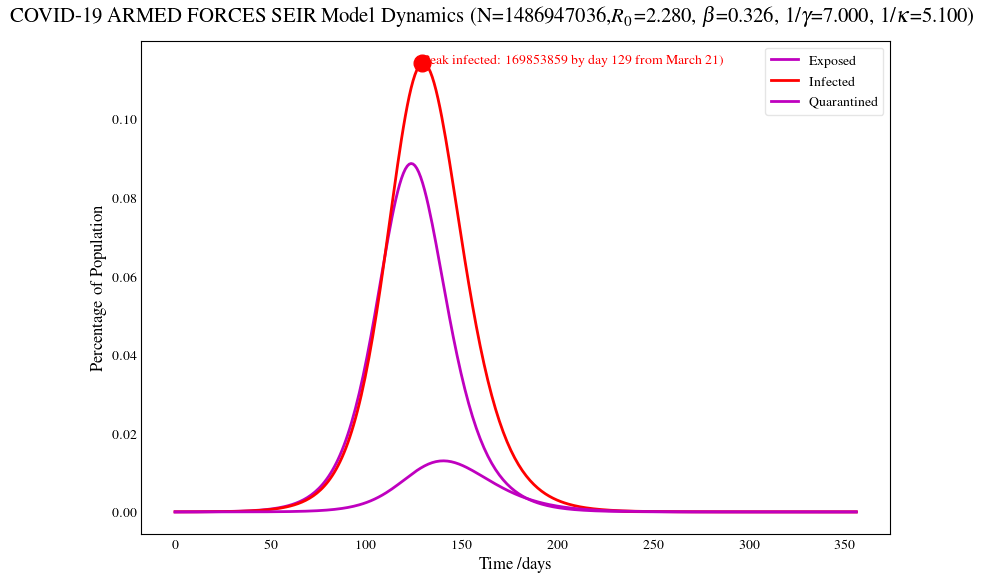 COVID-19 ARMED FORCES SEIR Model Dynamics (N=1486947036,R₀=2.280, β=0.326, 1/γ=7.000, 1/κ=5.100)
eak infected: 169853859 by day 129 from March 21)
Exposed
Infected
Quarantined
Percentage of Population
0.10
0.08
0.06
0.04
0.02
0.00
0 50 100 150 200 250 300 350
Time /days